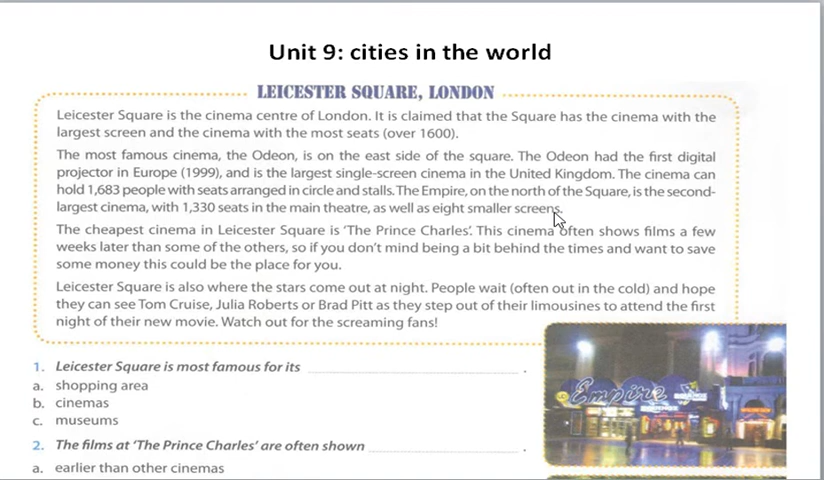 Unit 9: cities in the world
LEICESTER SQUARE, LONDON
Leicester Square is the cinema centre of London. It is claimed that the Square has the cinema with the
largest screen and the cinema with the most seats (over 1600).
The most famous cinema, the Odeon, is on the east side of the square. The Odeon had the first digital
projector in Europe (1999), and is the largest single-screen cinema in the United Kingdom. The cinema can
hold 1,683 people with seats arranged in circle and stalls. The Empire, on the north of the Square, is the second-
largest cinema, with 1,330 seats in the main theatre, as well as eight smaller screens.
The cheapest cinema in Leicester Square is ‘The Prince Charles’. This cinema often shows films a few
weeks later than some of the others, so if you don’t mind being a bit behind the times and want to save
some money this could be the place for you.
Leicester Square is also where the stars come out at night. People wait (often out in the cold) and hope
they can see Tom Cruise, Julia Roberts or Brad Pitt as they step out of their limousines to attend the first
night of their new movie. Watch out for the screaming fans!
1. Leicester Square is most famous for its .
a. shopping area
b. cinemas
c. museums
2. The films at ‘The Prince Charles’ are often shown .
a. earlier than other cinemas
Empire